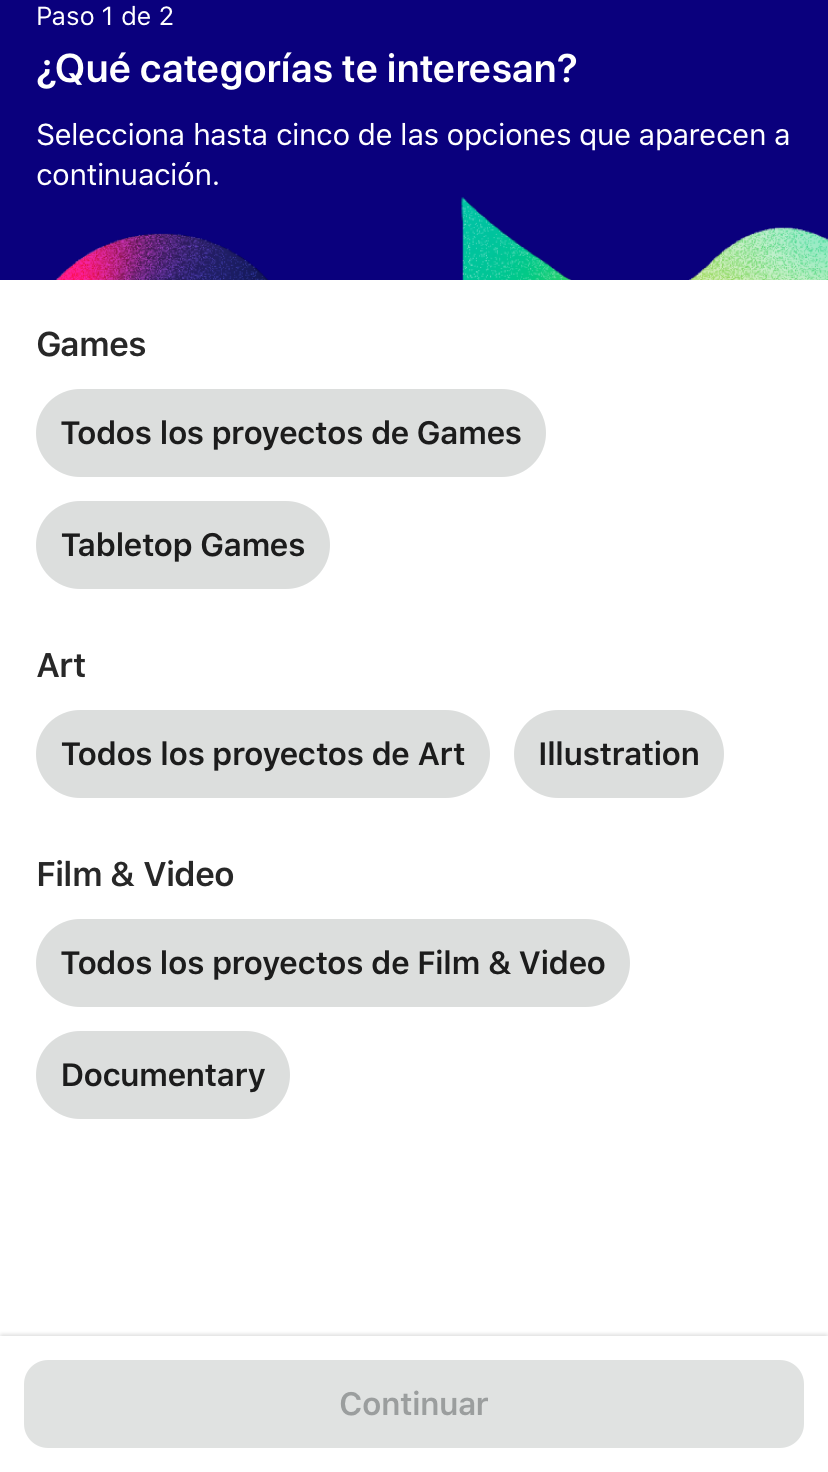 Paso 1 de 2
¿Qué categorías te interesan?
Selecciona hasta cinco de las opciones que aparecen a
continuación.
Games
Todos los proyectos de Games
Tabletop Games
Art
Todos los proyectos de Art
Illustration
Film & Video
Todos los proyectos de Film & Video
Documentary
Continuar